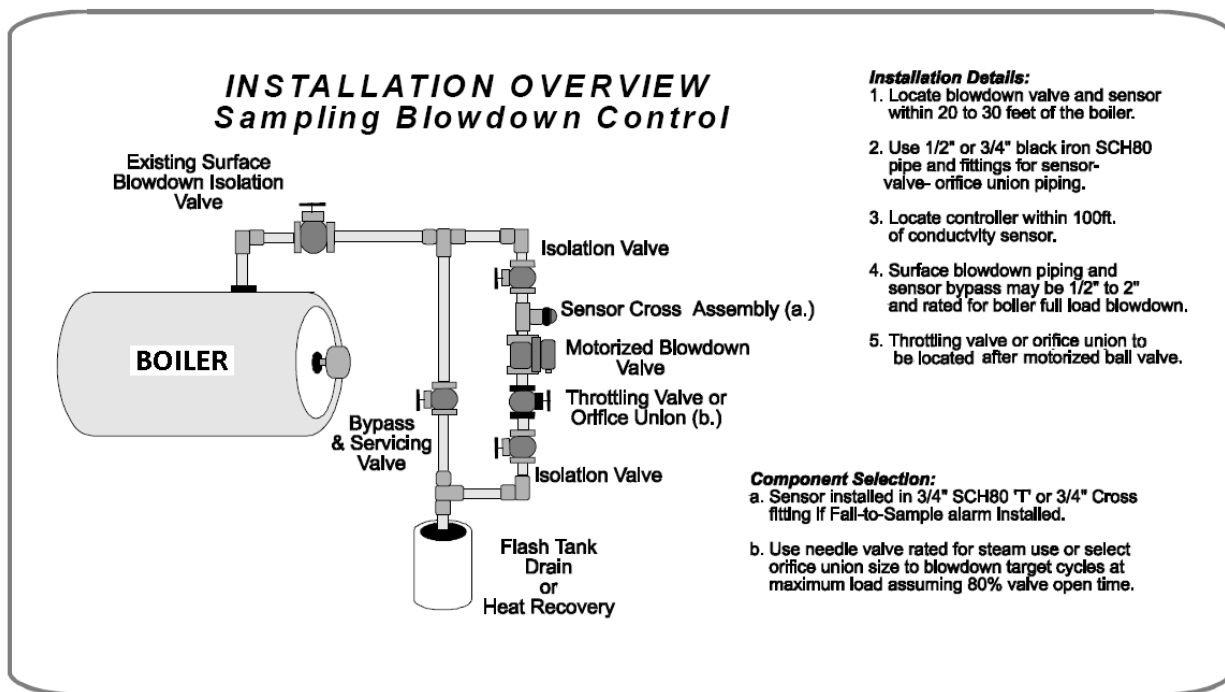 INSTALLATION OVERVIEW
Sampling Blowdown Control
Existing Surface
Blowdown Isolation
Valve
Isolation Valve
Sensor Cross Assembly (a.)
BOILER
Motorized Blowdown
Valve
Throttling Valve or
Orifice Union (b.)
Bypass
& Servicing
Valve
Isolation Valve
Flash Tank
Drain
or
Heat Recovery
Installation Details:
1. Locate blowdown valve and sensor
within 20 to 30 feet of the boiler.
2. Use 1/2" or 3/4" black iron SCH80
pipe and fittings for sensor-
valve- orifice union piping.
3. Locate controller within 100ft.
of conductvity sensor.
4. Surface blowdown piping and
sensor bypass may be 1/2" to 2"
and rated for boiler full load blowdown.
5. Throttling valve or orifice union to
be located after motorized ball valve.
Component Selection:
a. Sensor installed in 3/4" SCH80 'T' or 3/4" Cross
fitting if Fail-to-Sample alarm installed.
b. Use needle valve rated for steam use or select
orifice union size to blowdown target cycles at
maximum load assuming 80% valve open time.